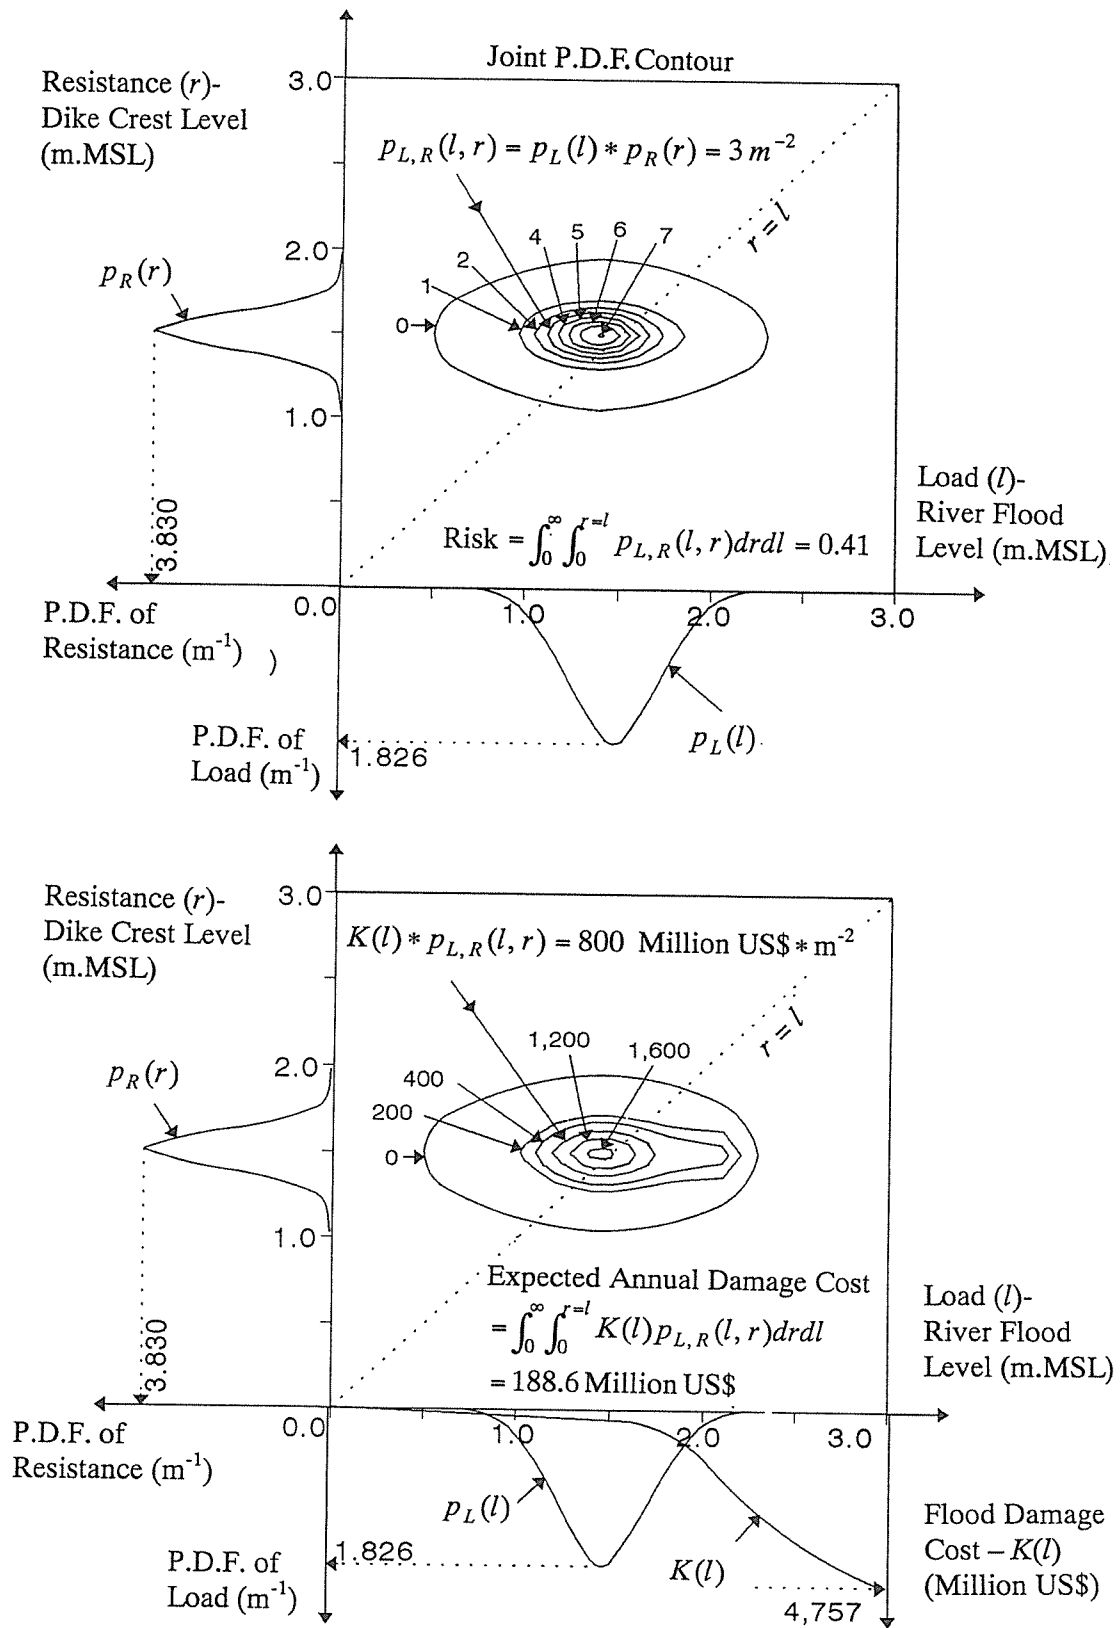 Joint P.D.F. Contour
Resistance (r)-
Dike Crest Level
(m.MSL)
3.0
p_{L,R}(l, r) = p_L(l) * p_R(r) = 3 m^{-2}
r = l
4 5 6 7
2
1
0
2.0
p_R(r)
1.0
3.830
Load (l)-
River Flood
Level (m.MSL)
Risk = ∫_0^∞ ∫_0^{r=l} p_{L,R}(l, r)drdl = 0.41
0.0 1.0 2.0 3.0
P.D.F. of
Resistance (m^{-1})
)
P.D.F. of
Load (m^{-1})
1.826
p_L(l)
Resistance (r)-
Dike Crest Level
(m.MSL)
3.0
K(l) * p_{L,R}(l, r) = 800 Million US$ * m^{-2}
r = l
1,200
1,600
400
200
0
2.0
p_R(r)
1.0
3.830
Expected Annual Damage Cost
= ∫_0^∞ ∫_0^{r=l} K(l)p_{L,R}(l, r)drdl
= 188.6 Million US$
Load (l)-
River Flood
Level (m.MSL)
0.0 1.0 2.0 3.0
P.D.F. of
Resistance (m^{-1})
p_L(l)
1.826
P.D.F. of
Load (m^{-1})
K(l)
4,757
Flood Damage
Cost – K(l)
(Million US$)